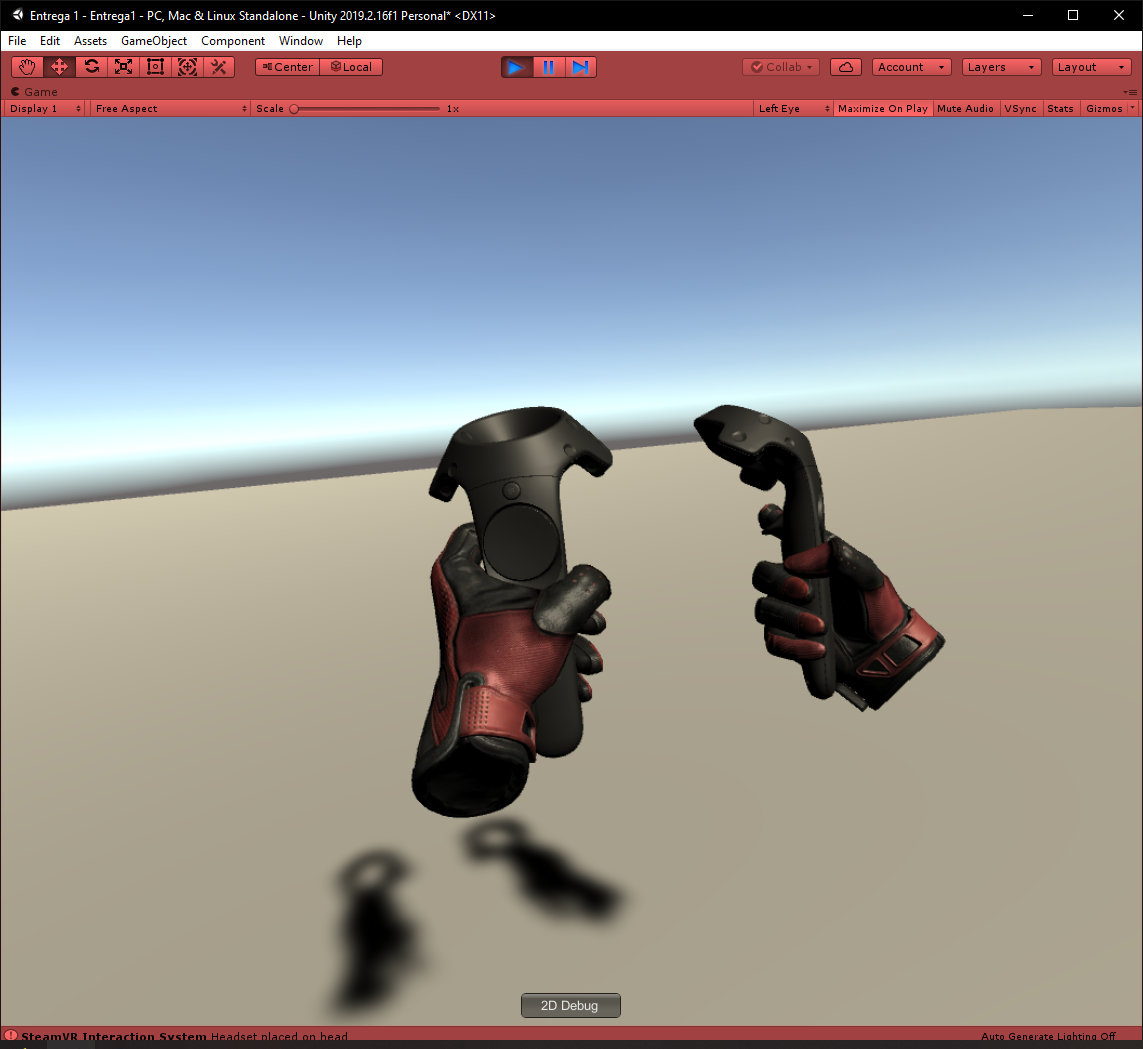 Entrega 1 - Entrega1 - PC, Mac & Linux Standalone - Unity 2019.2.16f1 Personal* <DX11>
File Edit Assets GameObject Component Window Help
Center Local Collab Account Layers Layout
Game
Display 1 Free Aspect Scale 1x Left Eye Maximize On Play Mute Audio VSync Stats Gizmos
2D Debug
SteamVR Interaction System Headset placed on head Auto Generate Lighting Off